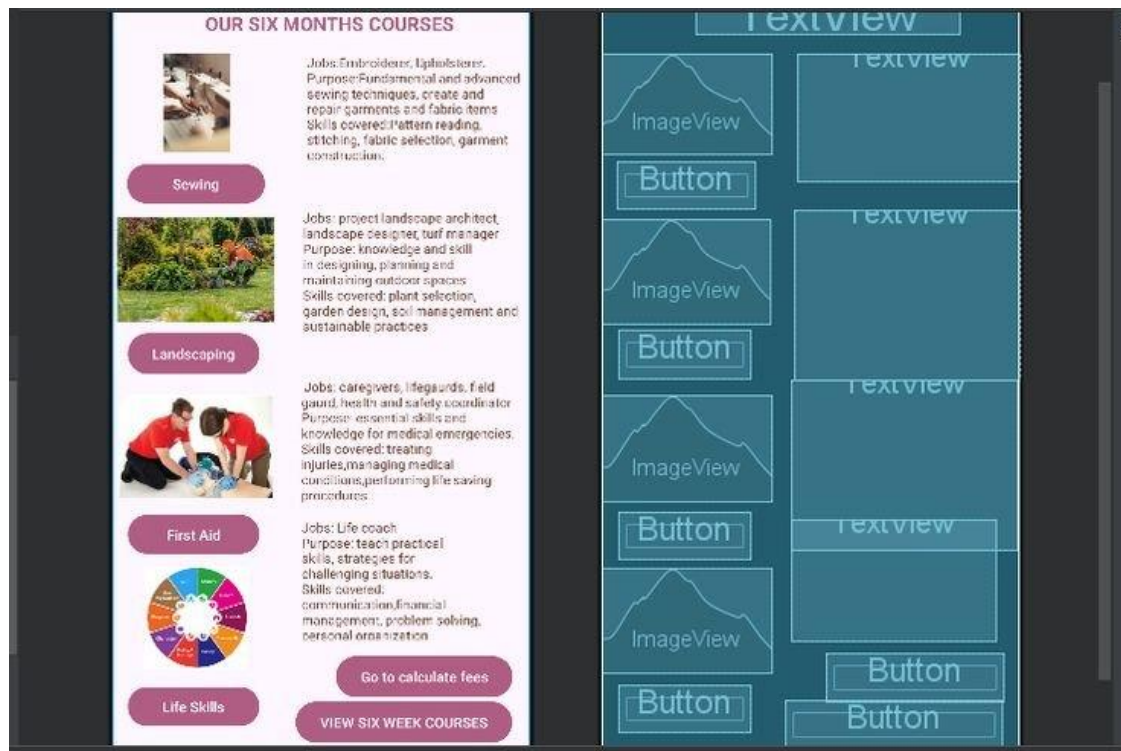 OUR SIX MONTHS COURSES
Jobs:Embroiderer, Upholsterer.
Purpose:Fundamental and advanced
sewing techniques, create and
repair garments and fabric items
Skills covered:Pattern reading,
stitching, fabric selection, garment
construction.
Sewing
Jobs: project landscape architect,
landscape designer, turf manager
Purpose: knowledge and skill
in designing, planning and
maintaining outdoor spaces
Skills covered: plant selection,
garden design, soil management and
sustainable practices
Landscaping
Jobs: caregivers, lifegaurds, field
gaurd, health and safety coordinator
Purpose: essential skills and
knowledge for medical emergencies.
Skills covered: treating
injuries,managing medical
conditions,performing life saving
procedures
First Aid
Jobs: Life coach
Purpose: teach practical
skills, strategies for
challenging situations.
Skills covered:
communication,financial
management, problem solving,
personal organization
Go to calculate fees
Life Skills
VIEW SIX WEEK COURSES
TextView
TextView
ImageView
Button
TextView
ImageView
Button
TextView
ImageView
Button
TextView
ImageView
Button
Button
Button